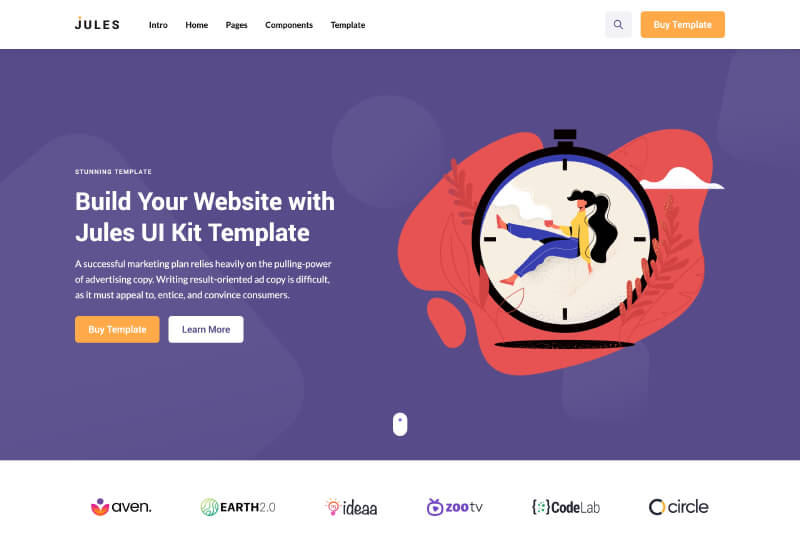 JULES
Intro
Home
Pages
Components
Template
Buy Template
STUNNING TEMPLATE
Build Your Website with
Jules UI Kit Template
A successful marketing plan relies heavily on the pulling-power
of advertising copy. Writing result-oriented ad copy is difficult,
as it must appeal to, entice, and convince consumers.
Buy Template
Learn More
aven.
EARTH2.0
ideaa
zootv
{:}CodeLab
circle